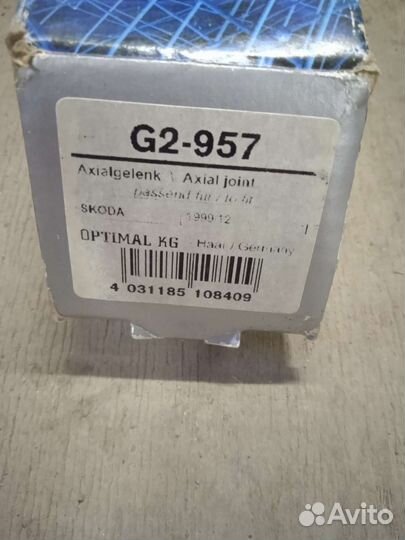 G2-957
Axialgelenk \ Axial joint
passend für / to fit
SKODA 1999.12
OPTIMAL KG Haar / Germany
4 031185 108409
Avito